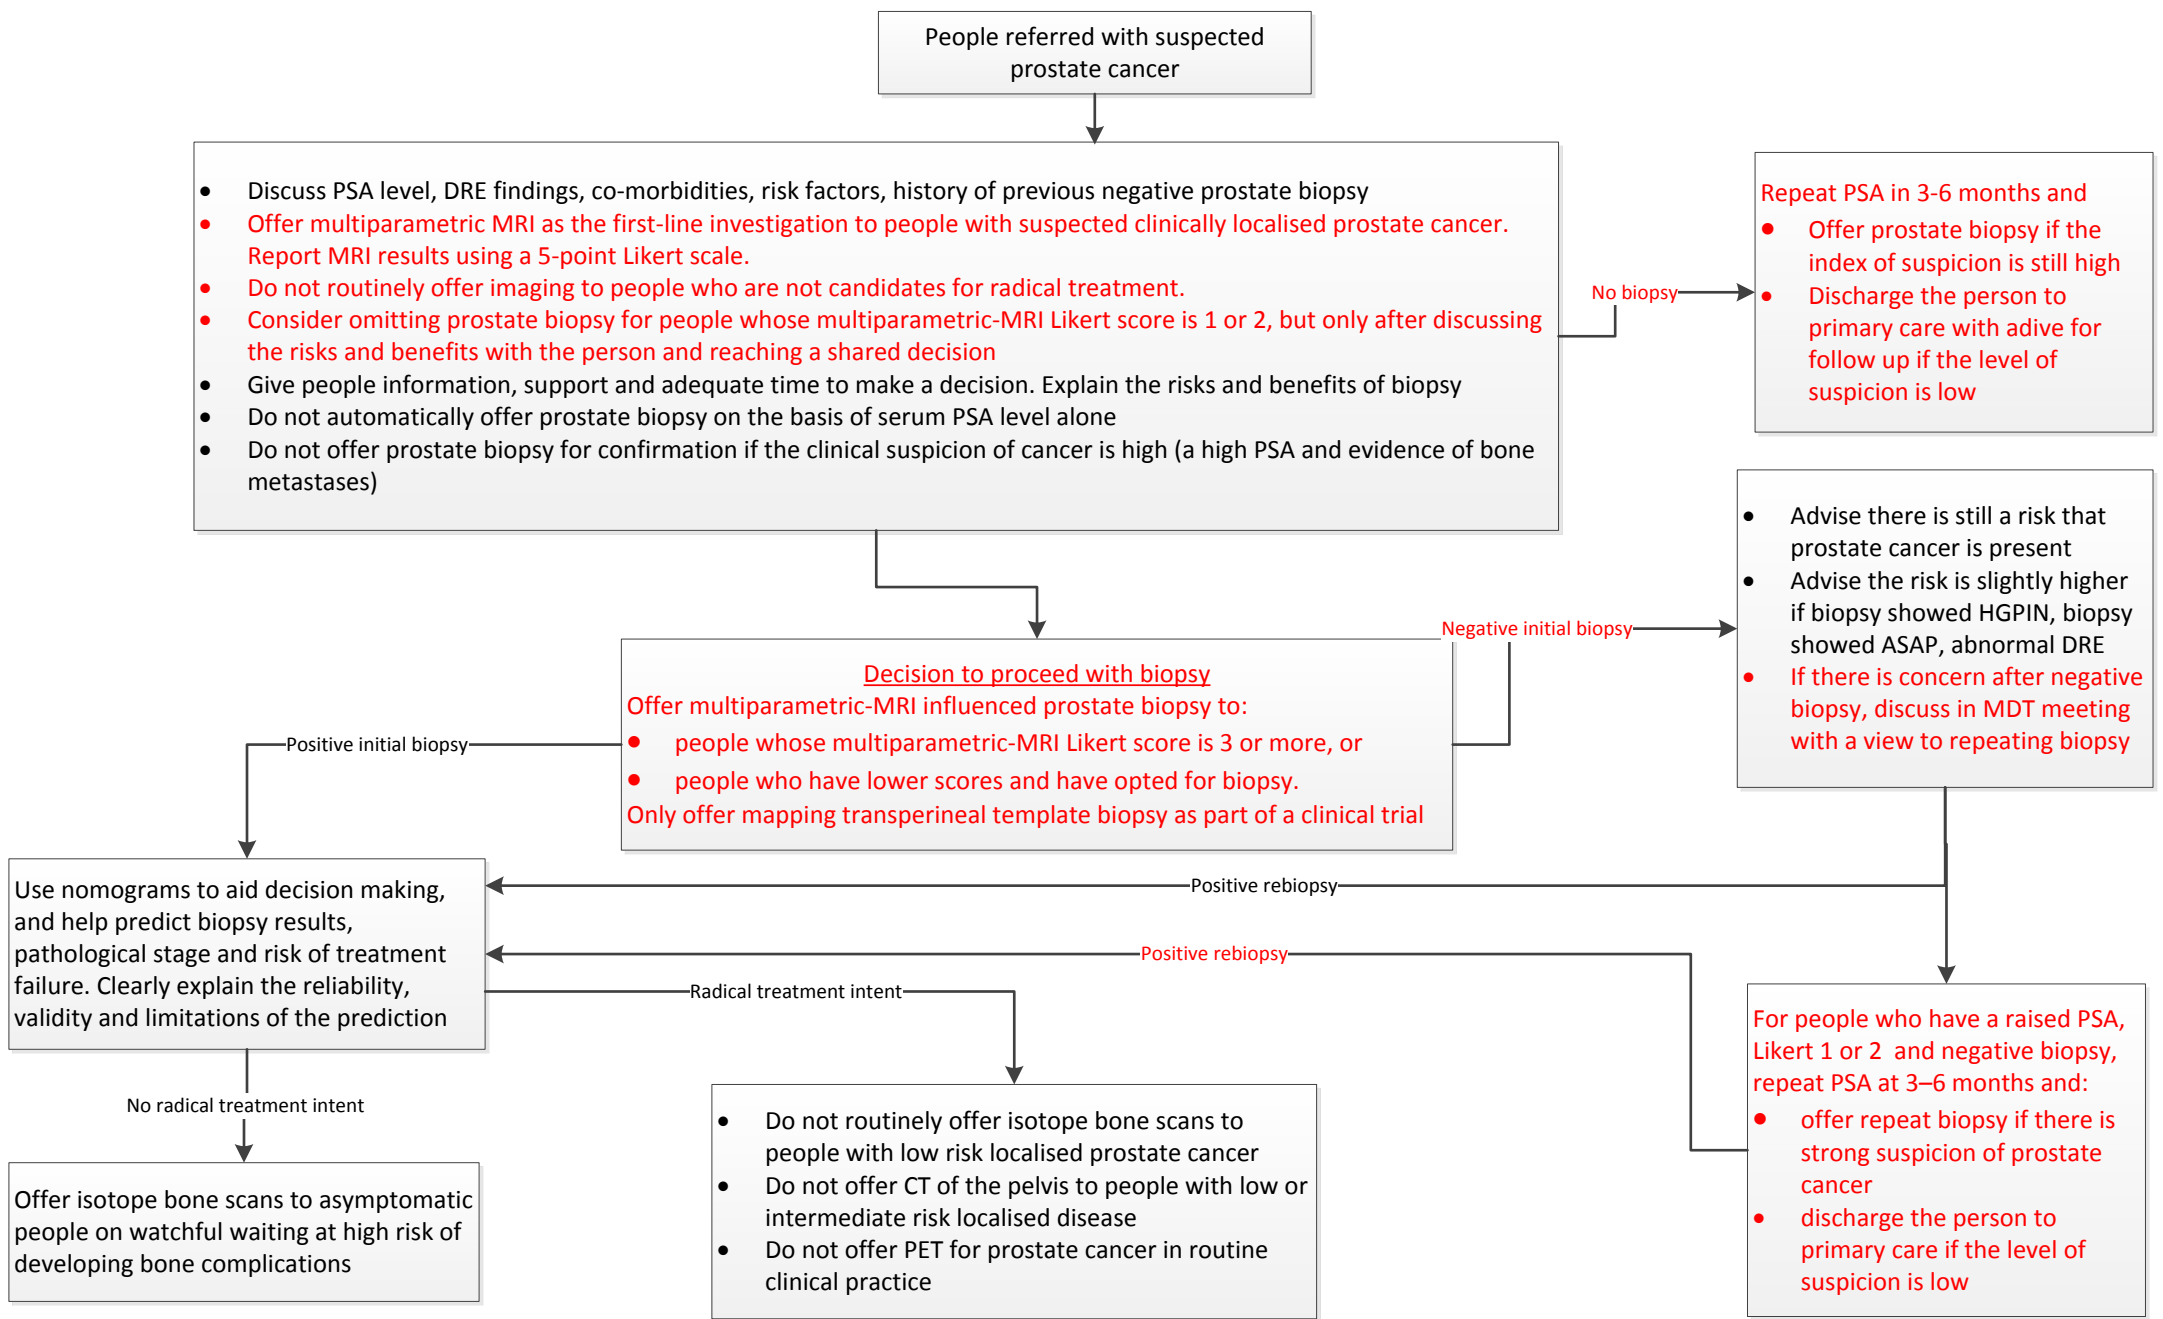 People referred with suspected
prostate cancer
• Discuss PSA level, DRE findings, co-morbidities, risk factors, history of previous negative prostate biopsy
• Offer multiparametric MRI as the first-line investigation to people with suspected clinically localised prostate cancer.
Report MRI results using a 5-point Likert scale.
• Do not routinely offer imaging to people who are not candidates for radical treatment.
• Consider omitting prostate biopsy for people whose multiparametric-MRI Likert score is 1 or 2, but only after discussing
the risks and benefits with the person and reaching a shared decision
• Give people information, support and adequate time to make a decision. Explain the risks and benefits of biopsy
• Do not automatically offer prostate biopsy on the basis of serum PSA level alone
• Do not offer prostate biopsy for confirmation if the clinical suspicion of cancer is high (a high PSA and evidence of bone
metastases)
No biopsy
Repeat PSA in 3-6 months and
• Offer prostate biopsy if the
index of suspicion is still high
• Discharge the person to
primary care with adive for
follow up if the level of
suspicion is low
Decision to proceed with biopsy
Offer multiparametric-MRI influenced prostate biopsy to:
• people whose multiparametric-MRI Likert score is 3 or more, or
• people who have lower scores and have opted for biopsy.
Only offer mapping transperineal template biopsy as part of a clinical trial
Negative initial biopsy
• Advise there is still a risk that
prostate cancer is present
• Advise the risk is slightly higher
if biopsy showed HGPIN, biopsy
showed ASAP, abnormal DRE
• If there is concern after negative
biopsy, discuss in MDT meeting
with a view to repeating biopsy
Positive initial biopsy
Use nomograms to aid decision making,
and help predict biopsy results,
pathological stage and risk of treatment
failure. Clearly explain the reliability,
validity and limitations of the prediction
Positive rebiopsy
Positive rebiopsy
Radical treatment intent
For people who have a raised PSA,
Likert 1 or 2 and negative biopsy,
repeat PSA at 3–6 months and:
• offer repeat biopsy if there is
strong suspicion of prostate
cancer
• discharge the person to
primary care if the level of
suspicion is low
No radical treatment intent
Offer isotope bone scans to asymptomatic
people on watchful waiting at high risk of
developing bone complications
• Do not routinely offer isotope bone scans to
people with low risk localised prostate cancer
• Do not offer CT of the pelvis to people with low or
intermediate risk localised disease
• Do not offer PET for prostate cancer in routine
clinical practice